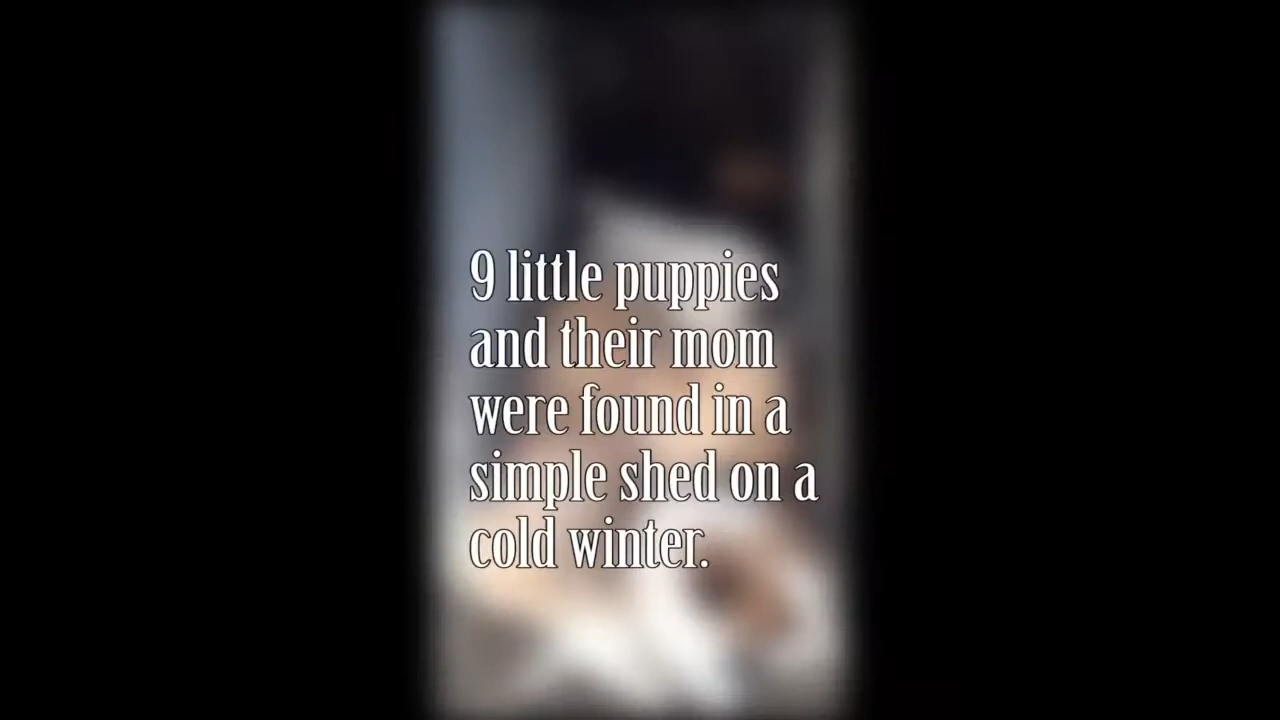 9 little puppies
and their mom
were found in a
simple shed on a
cold winter.